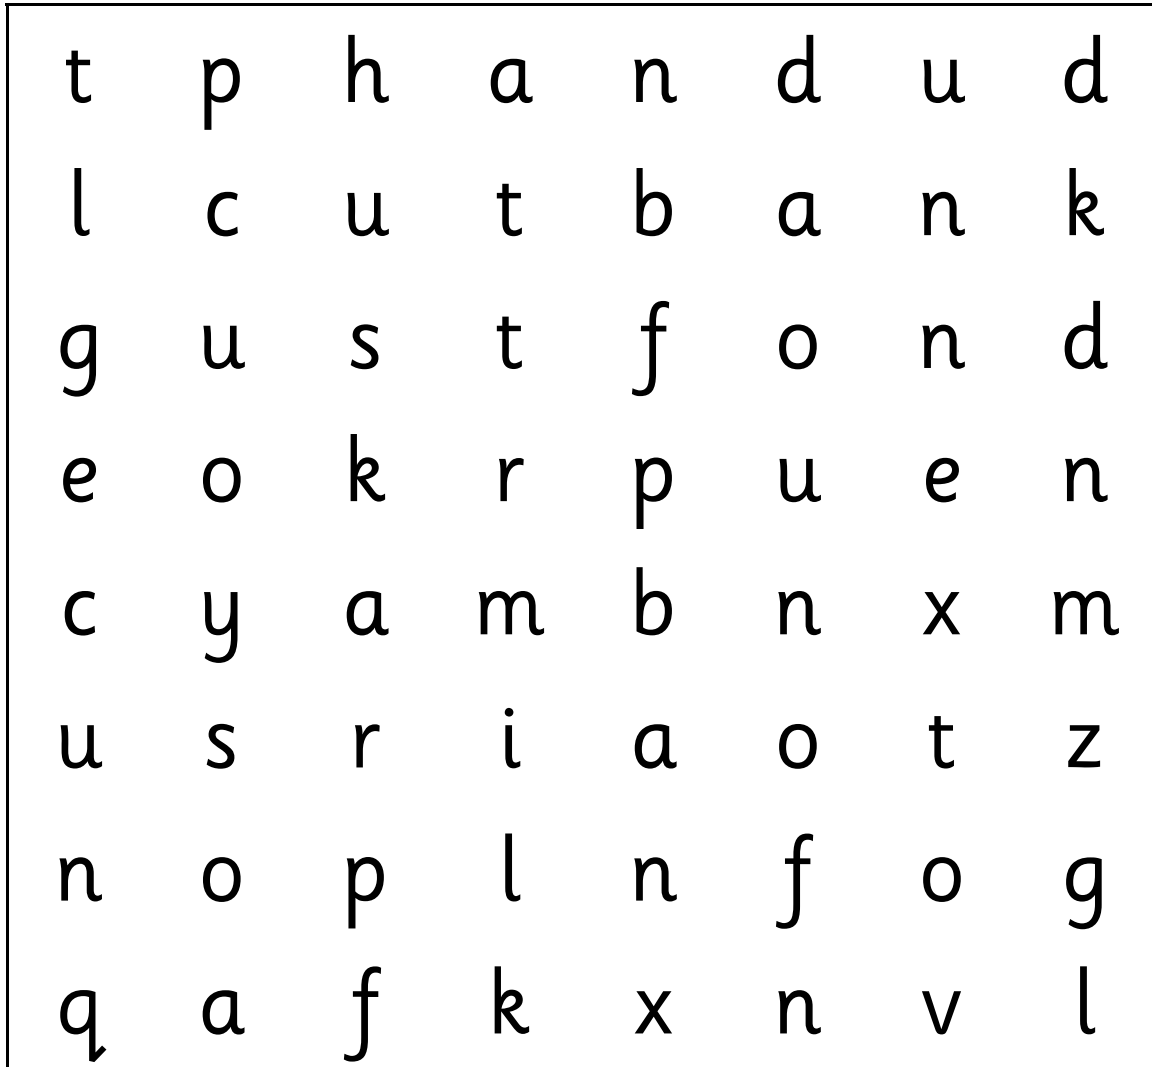 t p h a n d u d
l c u t b a n k
g u s t f o n d
e o k r p u e n
c y a m b n x m
u s r i a o t z
n o p l n f o g
q a f k x n v l